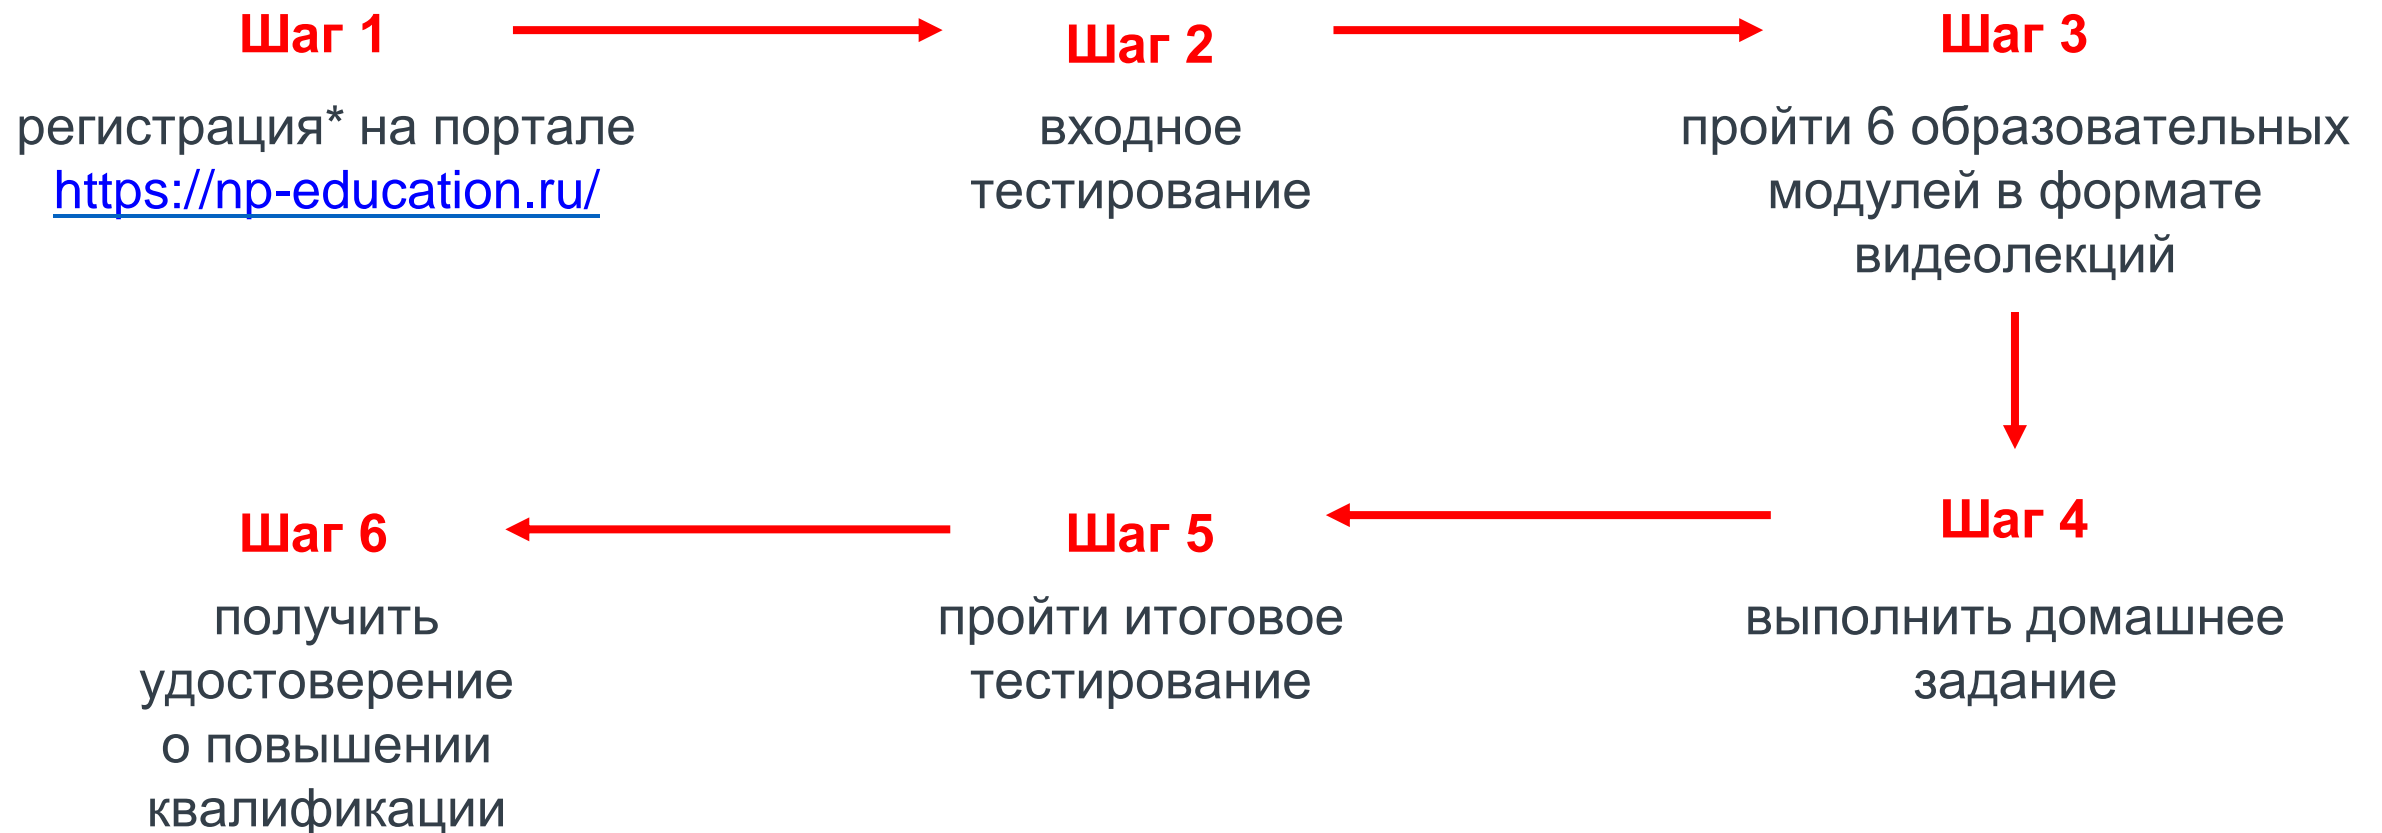 Шаг 1
регистрация* на портале
https://np-education.ru/
Шаг 2
входное
тестирование
Шаг 3
пройти 6 образовательных
модулей в формате
видеолекций
Шаг 4
выполнить домашнее
задание
Шаг 5
пройти итоговое
тестирование
Шаг 6
получить
удостоверение
о повышении
квалификации